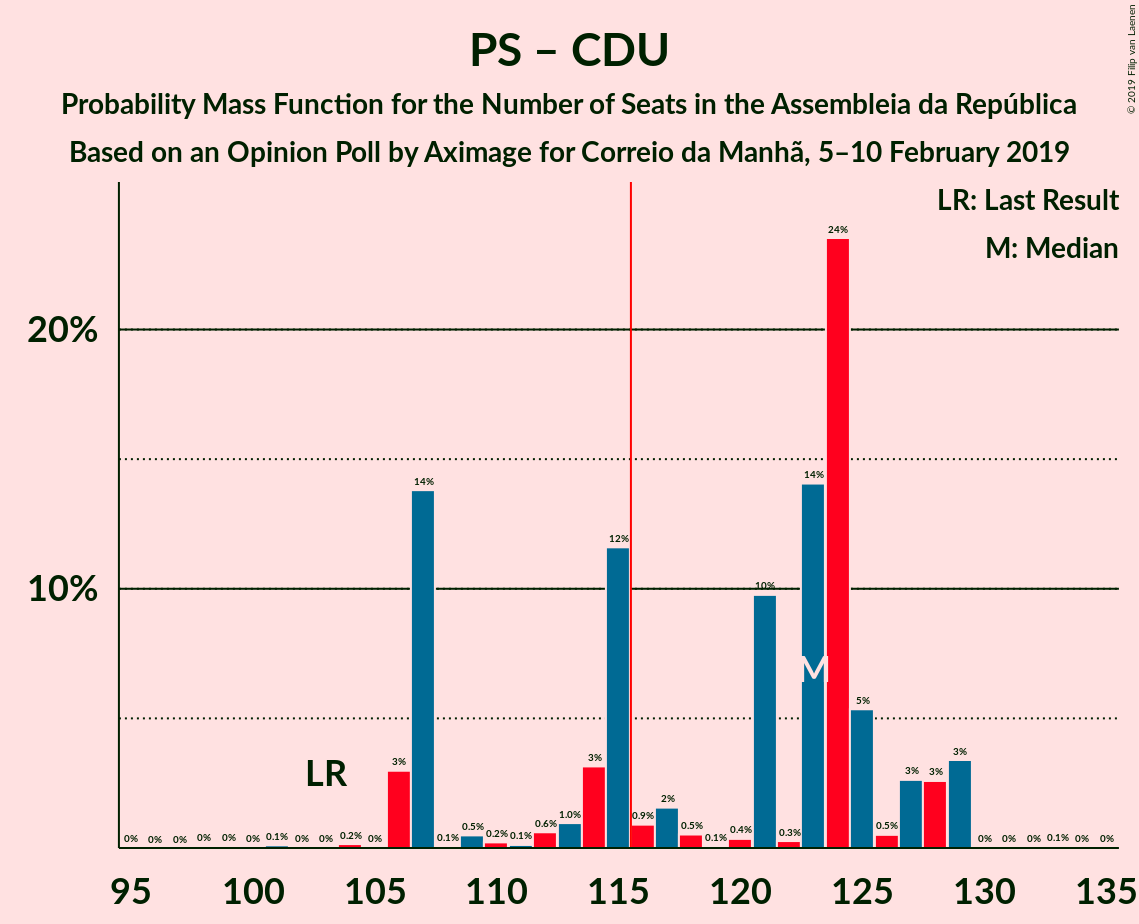 PS – CDU
Probability Mass Function for the Number of Seats in the Assembleia da República
Based on an Opinion Poll by Aximage for Correio da Manhã, 5–10 February 2019
© 2019 Filip van Laenen
LR: Last Result
M: Median
24%
20%
14% 14%
12%
10% 10%
M
5%
LR
3% 3% 3% 3% 3%
0% 0% 0% 0% 0% 0% 0.1% 0% 0% 0.2% 0% 0.1% 0.5% 0.2% 0.1% 0.6% 1.0% 0.9% 2% 0.5% 0.1% 0.4% 0.3% 0.5% 0% 0% 0% 0.1% 0% 0%
95 100 105 110 115 120 125 130 135